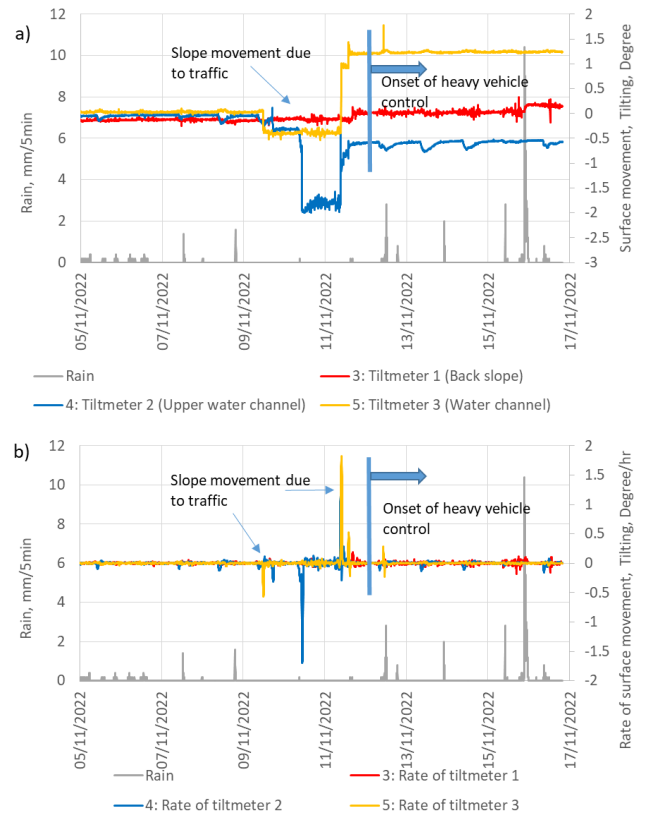 a)
12
10
8
6
4
2
0
Rain, mm/5min
2
1.5
1
0.5
0
-0.5
-1
-1.5
-2
-2.5
-3
Surface movement, Tilting, Degree
Slope movement due
to traffic
Onset of heavy vehicle
control
05/11/2022
07/11/2022
09/11/2022
11/11/2022
13/11/2022
15/11/2022
17/11/2022
Rain
3: Tiltmeter 1 (Back slope)
4: Tiltmeter 2 (Upper water channel)
5: Tiltmeter 3 (Water channel)
b)
12
10
8
6
4
2
0
Rain, mm/5min
2
1.5
1
0.5
0
-0.5
-1
-1.5
-2
Rate of surface movement, Tilting, Degree/hr
Slope movement due
to traffic
Onset of heavy vehicle
control
05/11/2022
07/11/2022
09/11/2022
11/11/2022
13/11/2022
15/11/2022
17/11/2022
Rain
3: Rate of tiltmeter 1
4: Rate of tiltmeter 2
5: Rate of tiltmeter 3